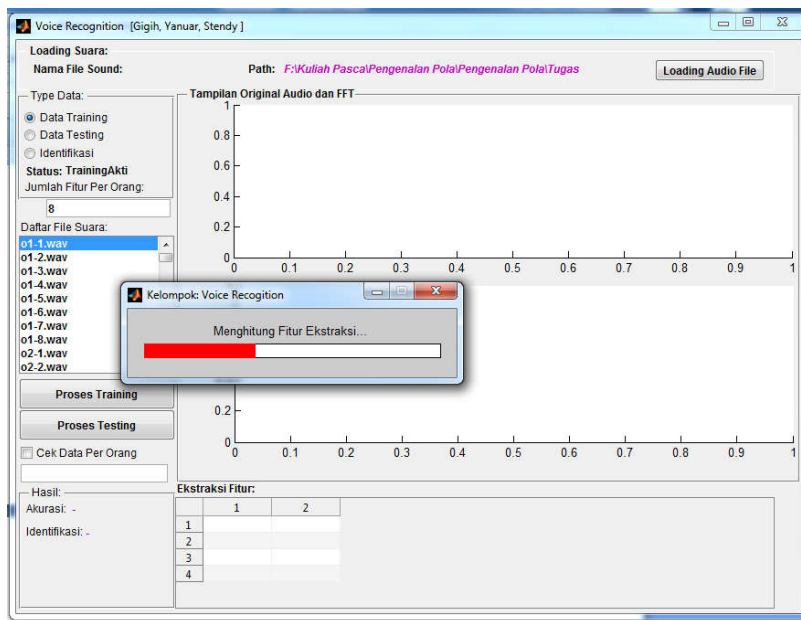 Voice Recognition [Gigih, Yanuar, Stendy ]
Loading Suara:
Nama File Sound:
Path: F:\Kuliah Pasca\Pengenalan Pola\Pengenalan Pola\Tugas
Loading Audio File
Type Data:
Data Training
Data Testing
Identifikasi
Status: TrainingAkti
Jumlah Fitur Per Orang:
8
Daftar File Suara:
o1-1.wav
o1-2.wav
o1-3.wav
o1-4.wav
o1-5.wav
o1-6.wav
o1-7.wav
o1-8.wav
o2-1.wav
o2-2.wav
Proses Training
Proses Testing
Cek Data Per Orang
Hasil:
Akurasi: -
Identifikasi: -
Tampilan Original Audio dan FFT
1
0.8
0.6
0.4
0.2
0
0 0.1 0.2 0.3 0.4 0.5 0.6 0.7 0.8 0.9 1
Kelompok: Voice Recogition
Menghitung Fitur Ekstraksi...
0.2
0
0 0.1 0.2 0.3 0.4 0.5 0.6 0.7 0.8 0.9 1
Ekstraksi Fitur:
1 2
1
2
3
4